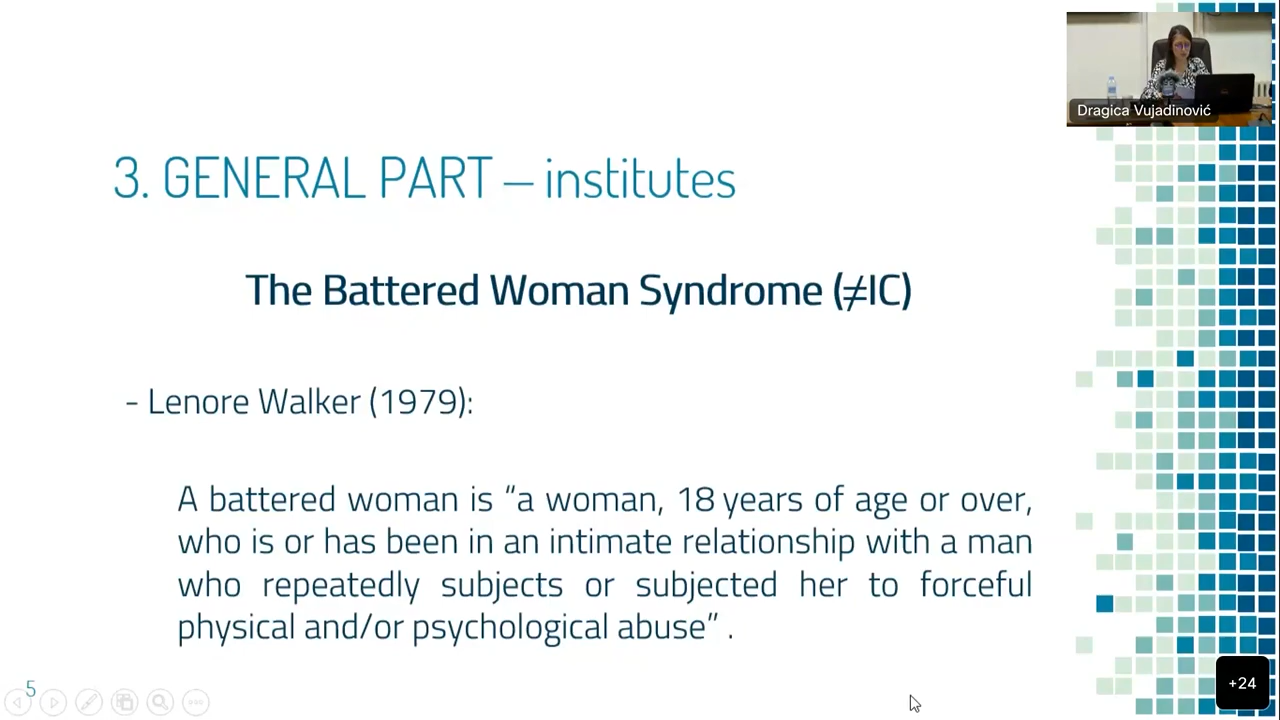 Dragica Vujadinović
3. GENERAL PART – institutes
The Battered Woman Syndrome (≠IC)
- Lenore Walker (1979):
A battered woman is “a woman, 18 years of age or over,
who is or has been in an intimate relationship with a man
who repeatedly subjects or subjected her to forceful
physical and/or psychological abuse” .
5
+24